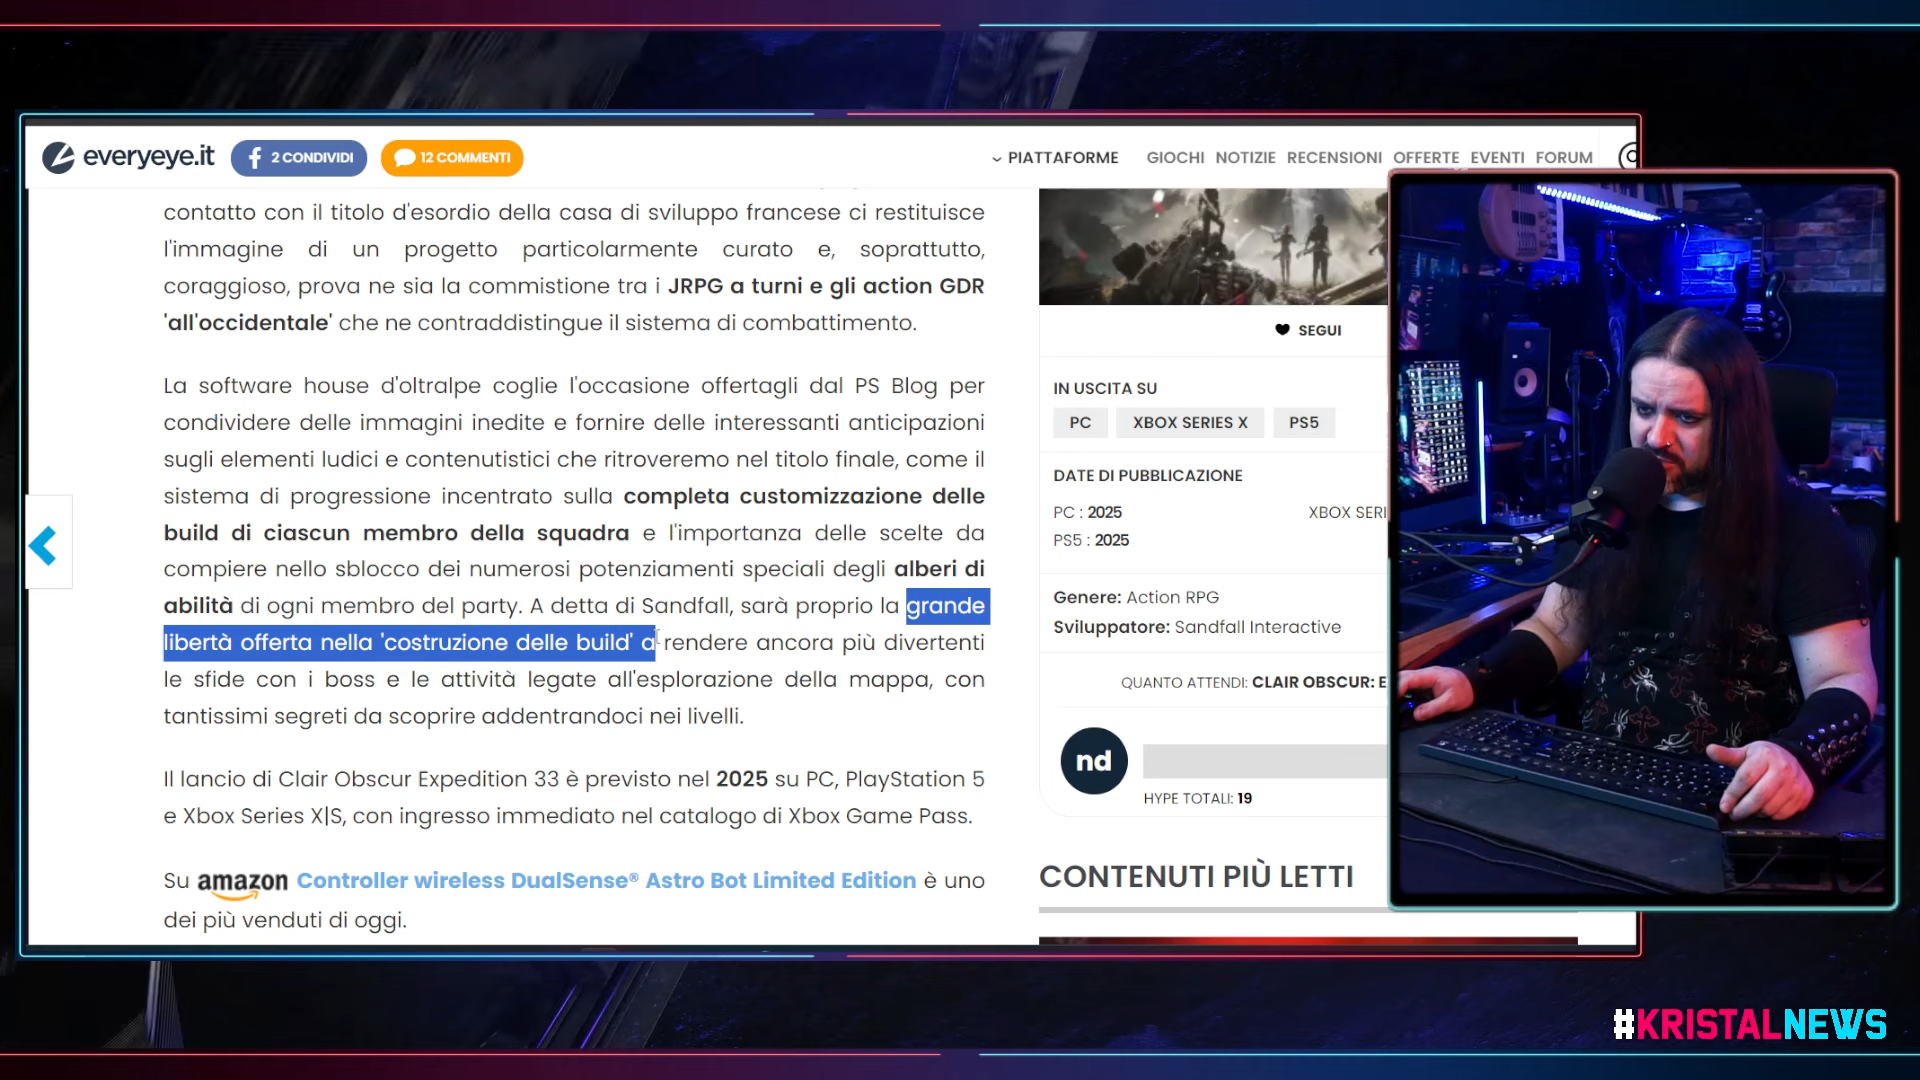 everyeye.it
2 CONDIVIDI
12 COMMENTI
PIATTAFORME
GIOCHI NOTIZIE RECENSIONI OFFERTE EVENTI FORUM
contatto con il titolo d'esordio della casa di sviluppo francese ci restituisce
l'immagine di un progetto particolarmente curato e, soprattutto,
coraggioso, prova ne sia la commistione tra i JRPG a turni e gli action GDR
'all'occidentale' che ne contraddistingue il sistema di combattimento.
La software house d'oltralpe coglie l'occasione offertagli dal PS Blog per
condividere delle immagini inedite e fornire delle interessanti anticipazioni
sugli elementi ludici e contenutistici che ritroveremo nel titolo finale, come il
sistema di progressione incentrato sulla completa customizzazione delle
build di ciascun membro della squadra e l'importanza delle scelte da
compiere nello sblocco dei numerosi potenziamenti speciali degli alberi di
abilità di ogni membro del party. A detta di Sandfall, sarà proprio la grande
libertà offerta nella 'costruzione delle build' a rendere ancora più divertenti
le sfide con i boss e le attività legate all'esplorazione della mappa, con
tantissimi segreti da scoprire addentrandoci nei livelli.
Il lancio di Clair Obscur Expedition 33 è previsto nel 2025 su PC, PlayStation 5
e Xbox Series X|S, con ingresso immediato nel catalogo di Xbox Game Pass.
Su amazon Controller wireless DualSense® Astro Bot Limited Edition è uno
dei più venduti di oggi.
SEGUI
IN USCITA SU
PC XBOX SERIES X PS5
DATE DI PUBBLICAZIONE
PC : 2025 XBOX SERI
PS5 : 2025
Genere: Action RPG
Sviluppatore: Sandfall Interactive
QUANTO ATTENDI: CLAIR OBSCUR: E
nd
HYPE TOTALI: 19
CONTENUTI PIÙ LETTI
#KRISTALNEWS